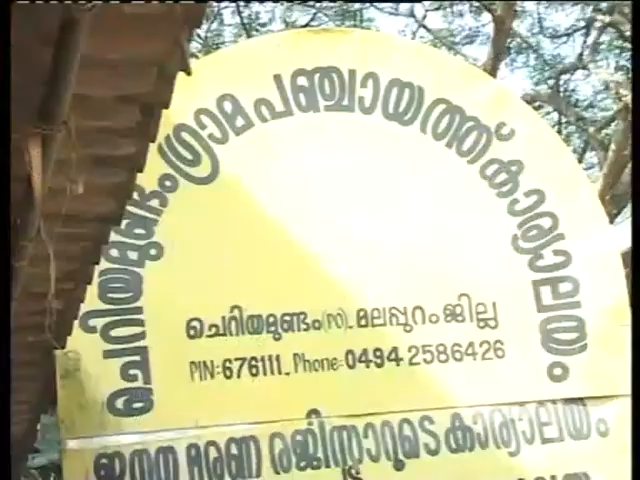 ചെറിയമുണ്ടം ഗ്രാമപഞ്ചായത്ത് കാര്യാലയം
ചെറിയമുണ്ടം(സ). മലപ്പുറം ജില്ല
PIN:676111. Phone:0494 2586426
ജനന മരണ രജിസ്ട്രാറുടെ കാര്യാലയം